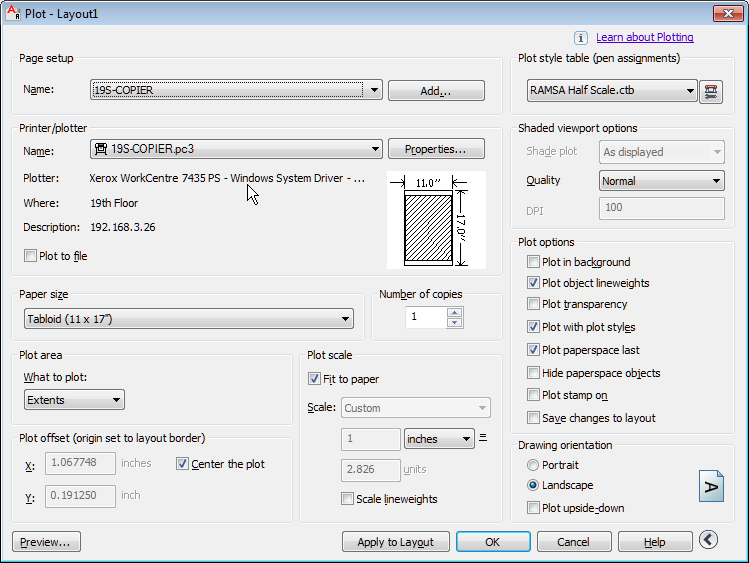 Plot - Layout1
Learn about Plotting
Page setup
Name:
19S-COPIER
Add...
Plot style table (pen assignments)
RAMSA Half Scale.ctb
Printer/plotter
Name:
19S-COPIER.pc3
Properties...
Plotter:
Xerox WorkCentre 7435 PS - Windows System Driver - ...
Where:
19th Floor
Description:
192.168.3.26
Plot to file
11.0''
17.0''
Shaded viewport options
Shade plot
As displayed
Quality
Normal
DPI
100
Paper size
Tabloid (11 x 17")
Number of copies
1
Plot options
Plot in background
Plot object lineweights
Plot transparency
Plot with plot styles
Plot paperspace last
Hide paperspace objects
Plot stamp on
Save changes to layout
Plot area
What to plot:
Extents
Plot scale
Fit to paper
Scale:
Custom
1
inches
=
2.826
units
Scale lineweights
Plot offset (origin set to layout border)
X:
1.067748
inches
Center the plot
Y:
0.191250
inch
Drawing orientation
Portrait
Landscape
Plot upside-down
A
Preview...
Apply to Layout
OK
Cancel
Help